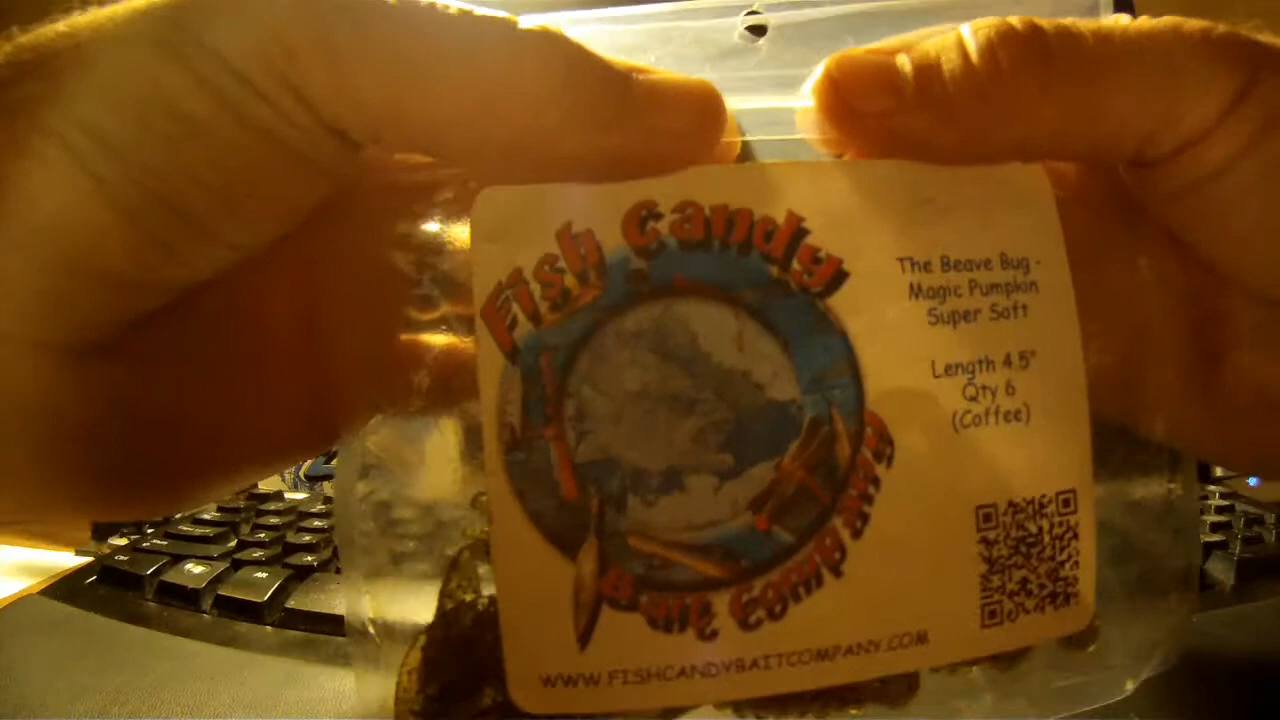 Fish Candy
Bait Company
The Beave Bug -
Magic Pumpkin
Super Soft
Length 4.5"
Qty 6
(Coffee)
WWW.FISHCANDYBAITCOMPANY.COM